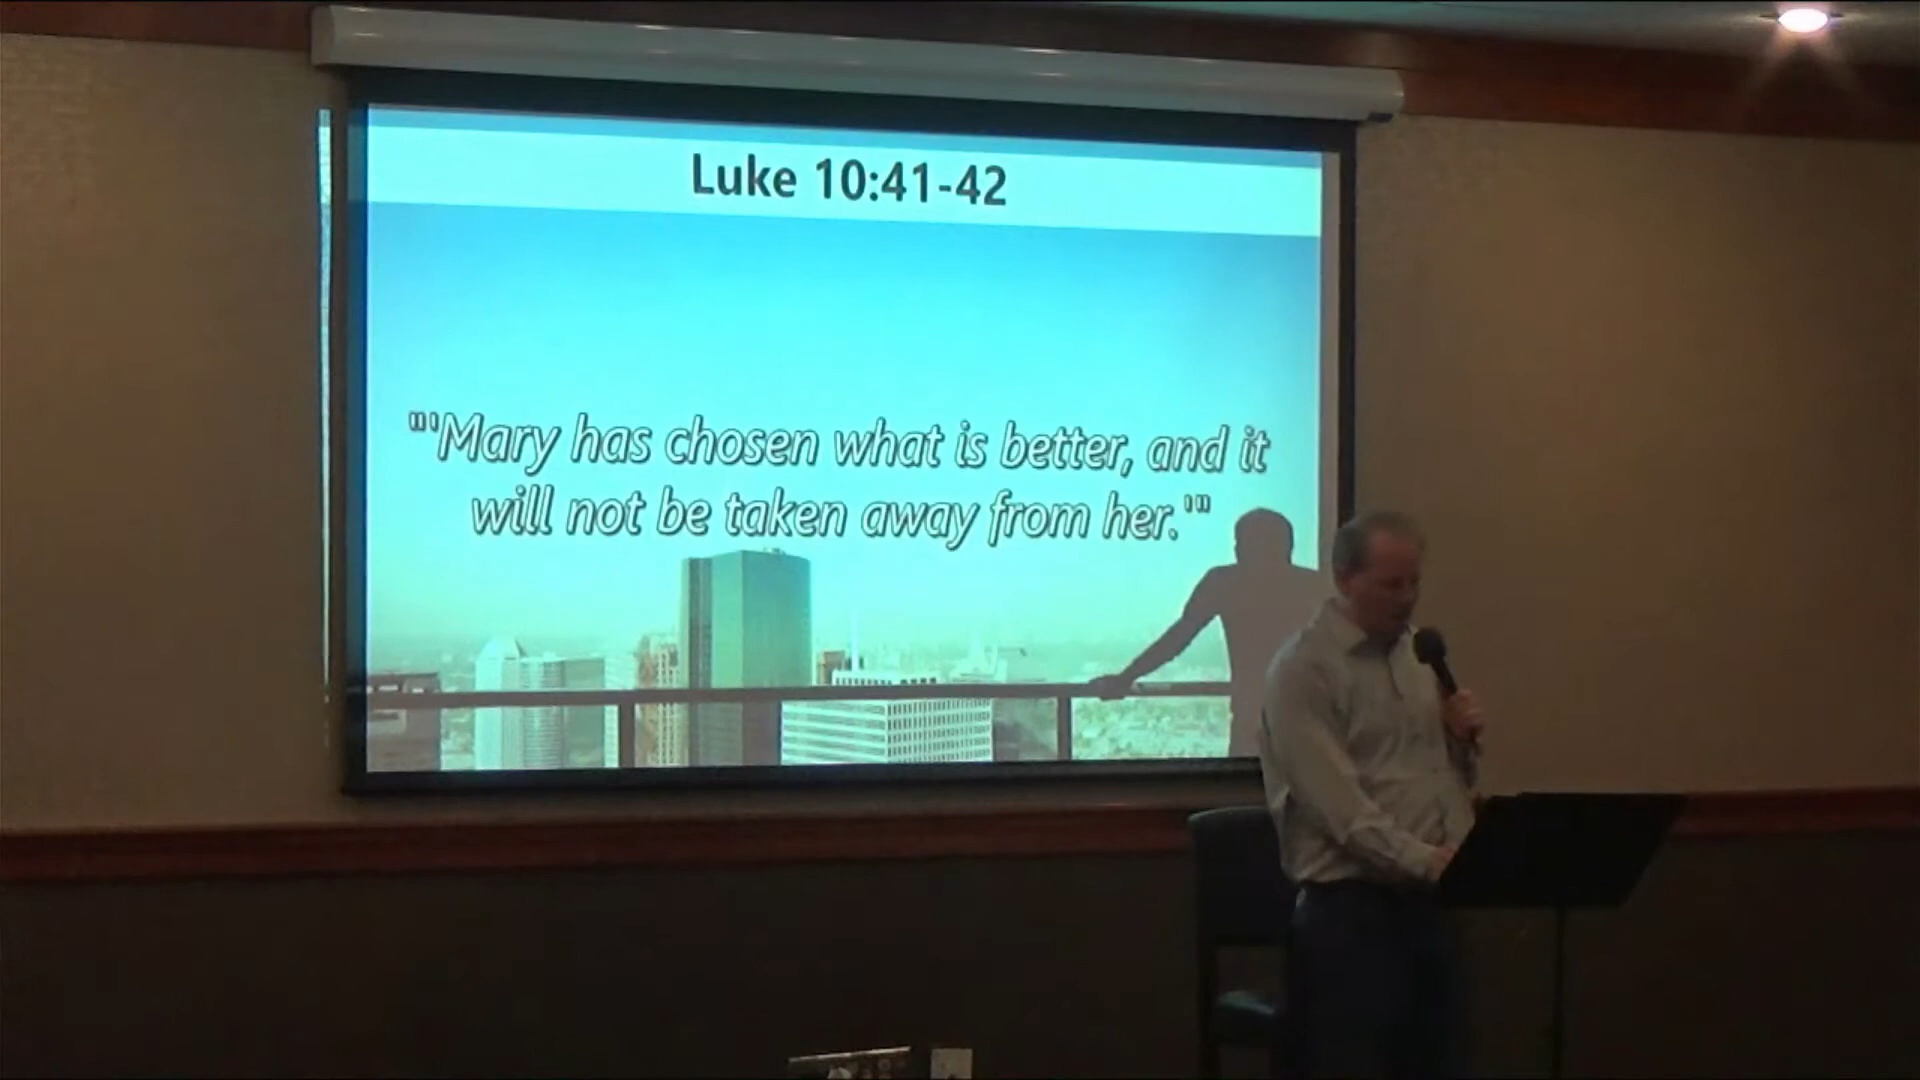 Luke 10:41-42
"'Mary has chosen what is better, and it
will not be taken away from her.'"